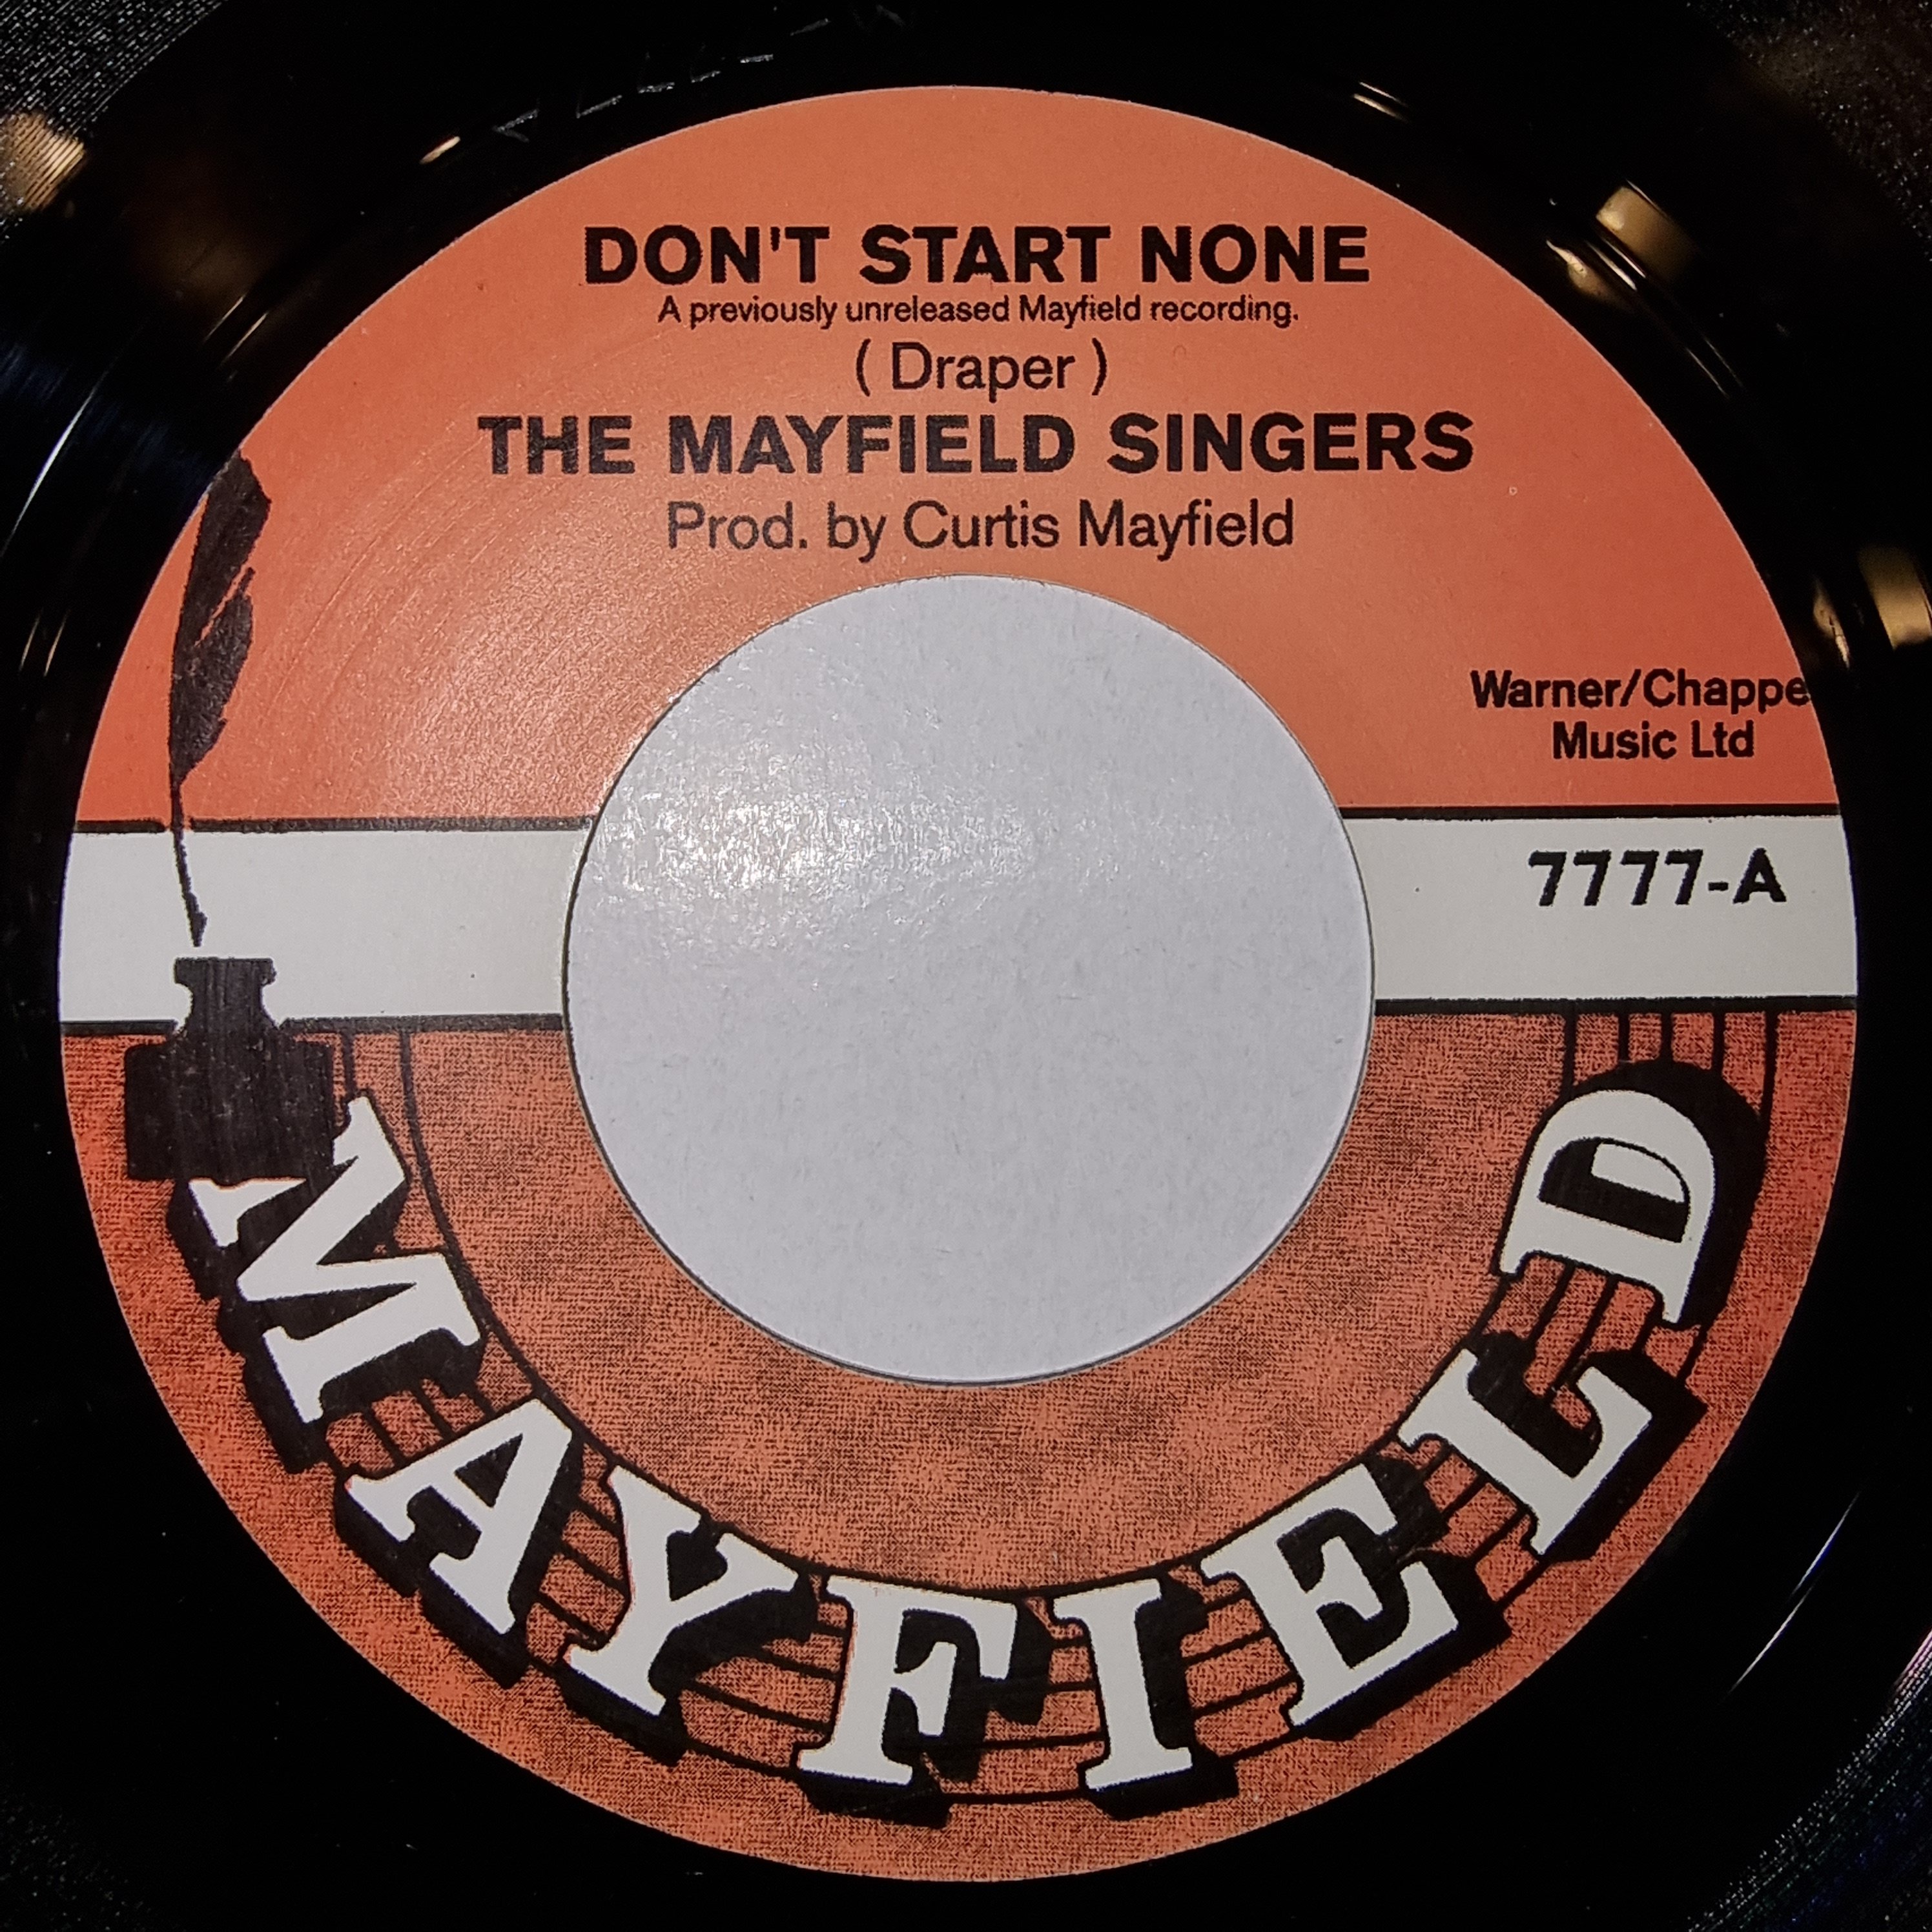 DON'T START NONE
A previously unreleased Mayfield recording.
( Draper )
THE MAYFIELD SINGERS
Prod. by Curtis Mayfield
Warner/Chappe
Music Ltd
7777-A
MAYFIELD